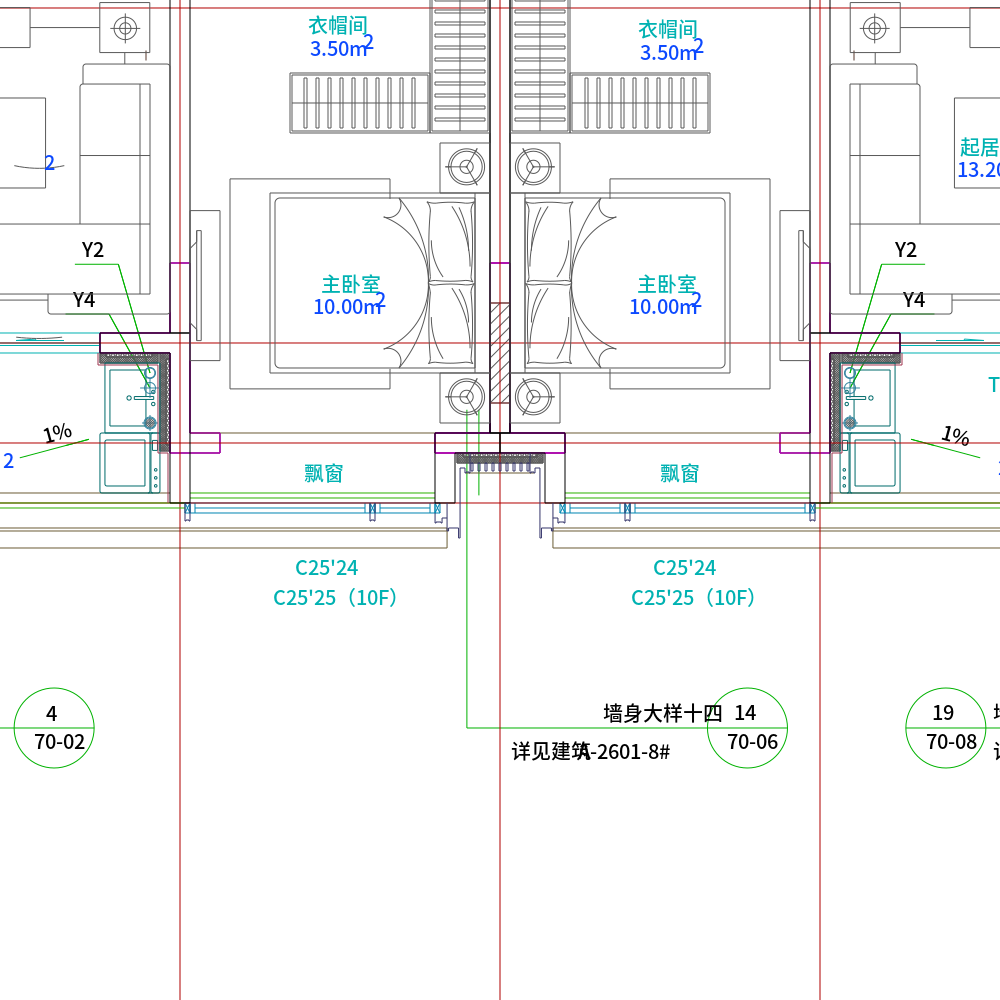 衣帽间
3.50m2
衣帽间
3.50m2
起居
13.20
2
Y2
Y4
主卧室
10.00m2
主卧室
10.00m2
Y2
Y4
T
1%
2
飘窗
飘窗
1%
C25'24
C25'25（10F）
C25'24
C25'25（10F）
4
70-02
墙身大样十四
14
70-06
详见建筑A-2601-8#
19
70-08